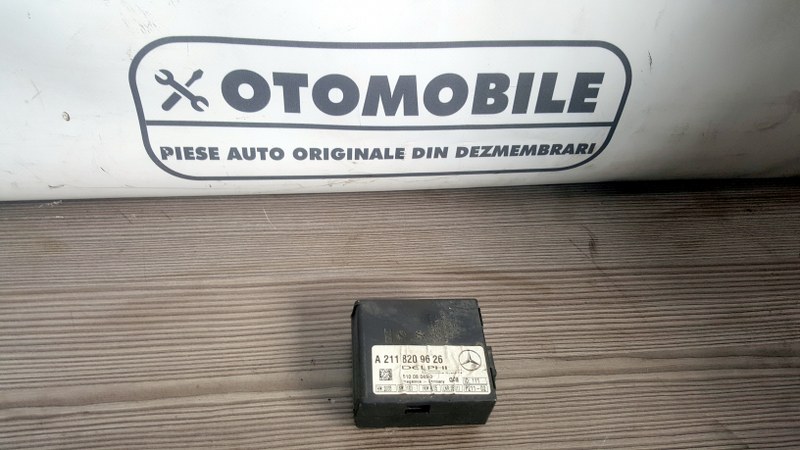 OTOMOBILE
PIESE AUTO ORIGINALE DIN DEZMEMBRARI
A 211 820 96 26
DELPHI